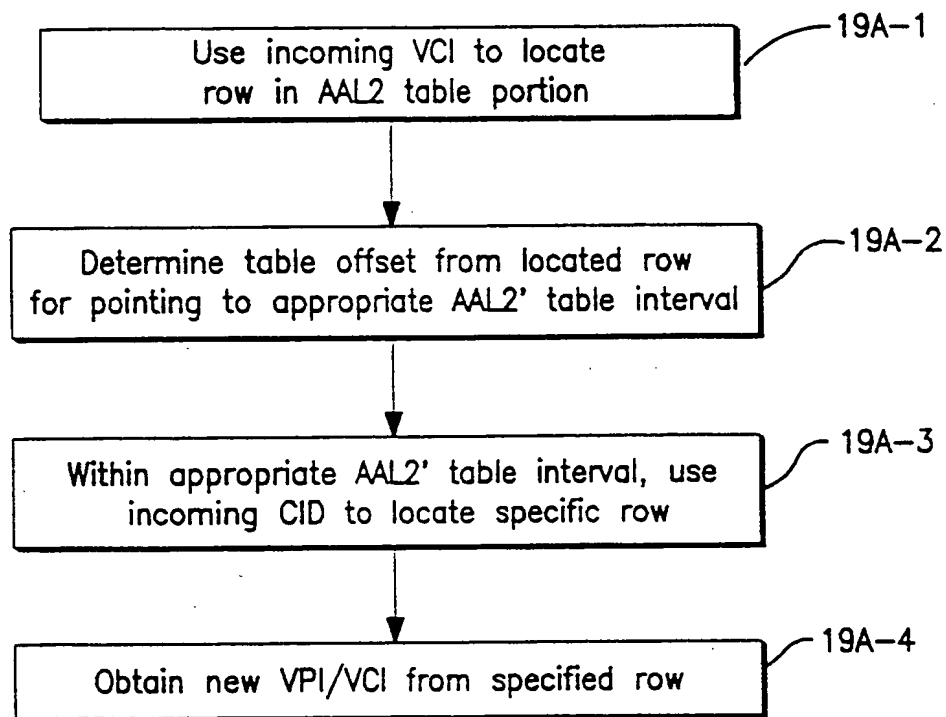 Use incoming VCI to locate
row in AAL2 table portion
19A-1
Determine table offset from located row
for pointing to appropriate AAL2' table interval
19A-2
Within appropriate AAL2' table interval, use
incoming CID to locate specific row
19A-3
Obtain new VPI/VCI from specified row
19A-4